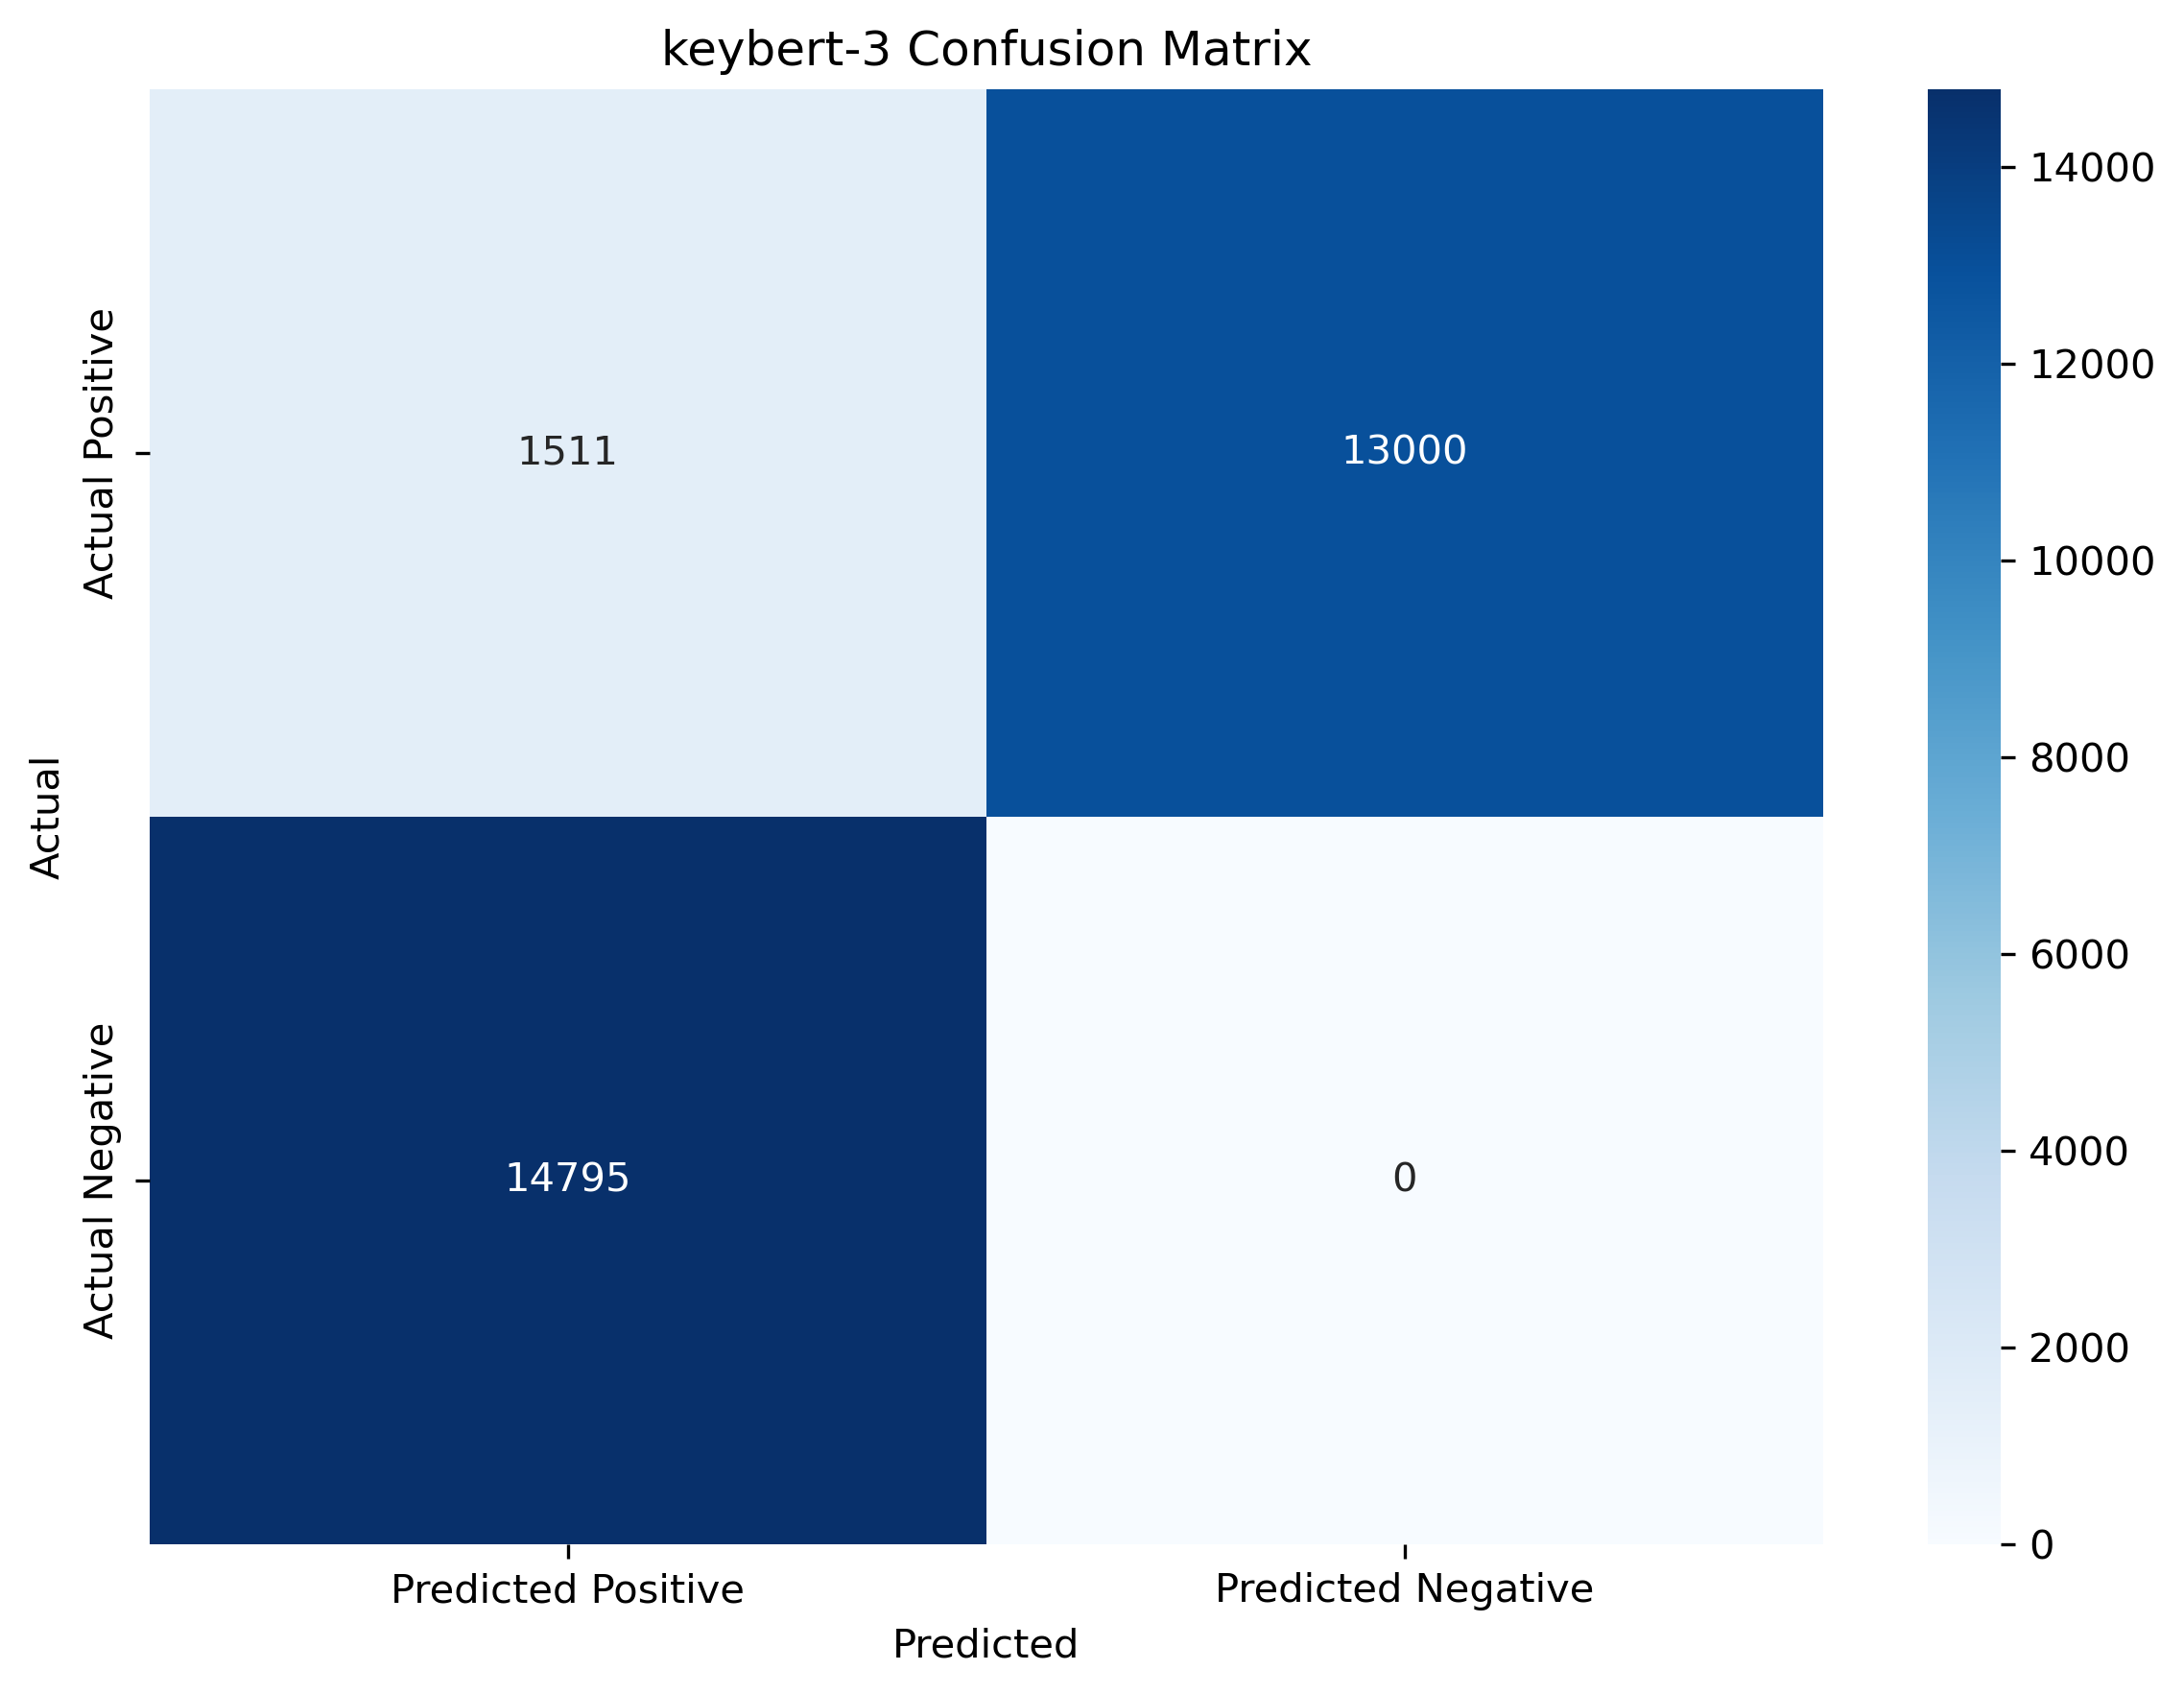 keybert-3 Confusion Matrix
Actual
Actual Positive
Actual Negative
1511
13000
14795
0
Predicted Positive
Predicted Negative
Predicted
14000
12000
10000
8000
6000
4000
2000
0